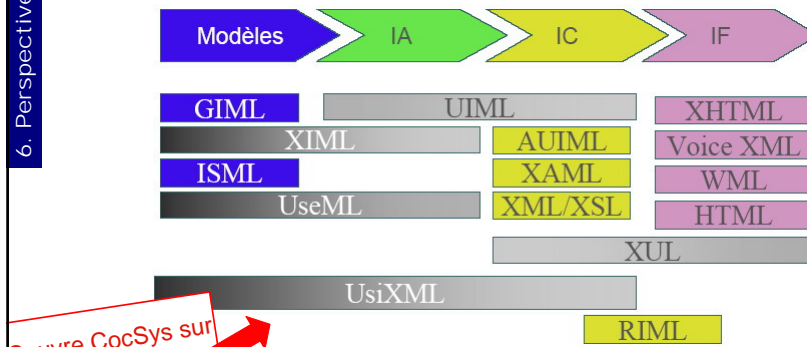 6. Perspective
Modèles IA IC IF
GIML UIML XHTML
XIML AUIML Voice XML
ISML XAML WML
UseML XML/XSL HTML
XUL
UsiXML
RIML
CocSys sur